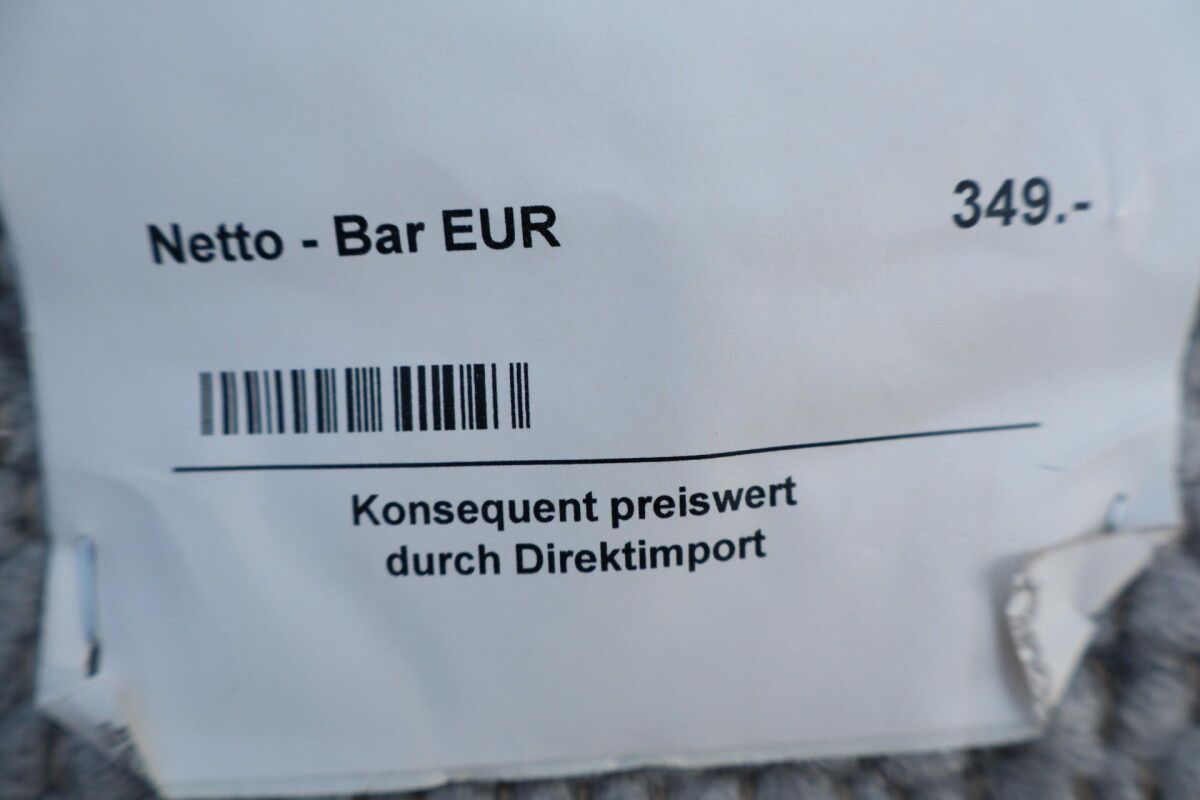 Netto - Bar EUR 349.-
Konsequent preiswert
durch Direktimport